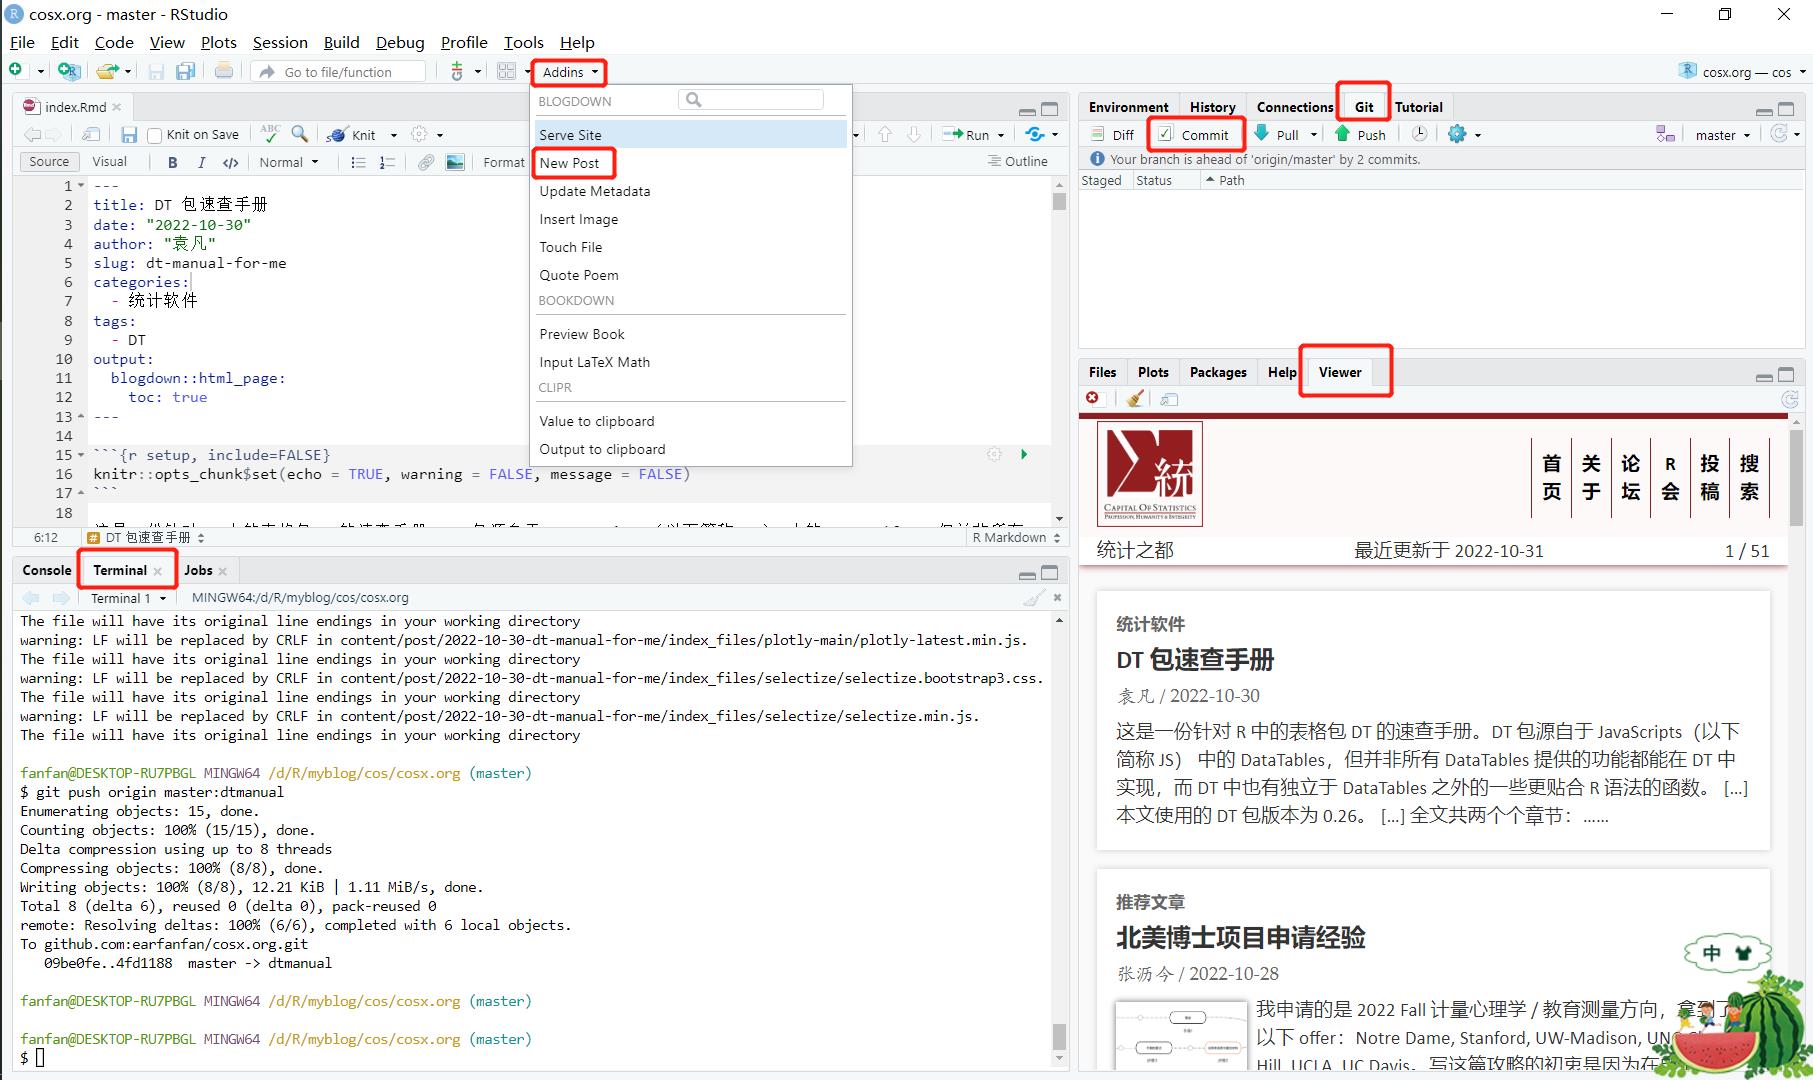 cosx.org - master - RStudio
File Edit Code View Plots Session Build Debug Profile Tools Help
Go to file/function Addins cosx.org — cos
index.Rmd
Knit on Save ABC Knit Run
Source Visual B I </> Normal Format Outline
1 ---
2 title: DT 包速查手册
3 date: "2022-10-30"
4 author: "袁凡"
5 slug: dt-manual-for-me
6 categories:
7 - 统计软件
8 tags:
9 - DT
10 output:
11 blogdown::html_page:
12 toc: true
13 ---
14
15 ```{r setup, include=FALSE}
16 knitr::opts_chunk$set(echo = TRUE, warning = FALSE, message = FALSE)
17 ```
18
6:12 DT 包速查手册 R Markdown
BLOGDOWN
Serve Site
New Post
Update Metadata
Insert Image
Touch File
Quote Poem
BOOKDOWN
Preview Book
Input LaTeX Math
CLIPR
Value to clipboard
Output to clipboard
Console Terminal Jobs
Terminal 1 MINGW64:/d/R/myblog/cos/cosx.org
The file will have its original line endings in your working directory
warning: LF will be replaced by CRLF in content/post/2022-10-30-dt-manual-for-me/index_files/plotly-main/plotly-latest.min.js.
The file will have its original line endings in your working directory
warning: LF will be replaced by CRLF in content/post/2022-10-30-dt-manual-for-me/index_files/selectize/selectize.bootstrap3.css.
The file will have its original line endings in your working directory
warning: LF will be replaced by CRLF in content/post/2022-10-30-dt-manual-for-me/index_files/selectize/selectize.min.js.
The file will have its original line endings in your working directory
fanfan@DESKTOP-RU7PBGL MINGW64 /d/R/myblog/cos/cosx.org (master)
$ git push origin master:dtmanual
Enumerating objects: 15, done.
Counting objects: 100% (15/15), done.
Delta compression using up to 8 threads
Compressing objects: 100% (8/8), done.
Writing objects: 100% (8/8), 12.21 KiB | 1.11 MiB/s, done.
Total 8 (delta 6), reused 0 (delta 0), pack-reused 0
remote: Resolving deltas: 100% (6/6), completed with 6 local objects.
To github.com:earfanfan/cosx.org.git
09be0fe..4fd1188 master -> dtmanual
fanfan@DESKTOP-RU7PBGL MINGW64 /d/R/myblog/cos/cosx.org (master)
fanfan@DESKTOP-RU7PBGL MINGW64 /d/R/myblog/cos/cosx.org (master)
$
Environment History Connections Git Tutorial
Diff Commit Pull Push master
Your branch is ahead of 'origin/master' by 2 commits.
Staged Status Path
Files Plots Packages Help Viewer
統
CAPITAL OF STATISTICS
PROFESSION, HUMANITY & INTEGRITY
首页 关于 论坛 R会 投稿 搜索
统计之都 最近更新于 2022-10-31 1 / 51
统计软件
DT 包速查手册
袁凡 / 2022-10-30
这是一份针对 R 中的表格包 DT 的速查手册。DT 包源自于 JavaScripts（以下
简称 JS） 中的 DataTables，但并非所有 DataTables 提供的功能都能在 DT 中
实现，而 DT 中也有独立于 DataTables 之外的一些更贴合 R 语法的函数。 [...]
本文使用的 DT 包版本为 0.26。 [...] 全文共两个个章节：……
推荐文章
北美博士项目申请经验
张沥今 / 2022-10-28
我申请的是 2022 Fall 计量心理学 / 教育测量方向，拿到了
以下 offer：Notre Dame, Stanford, UW-Madison,
Hill, UCLA, UC Davis。写这篇攻略的初衷是因为在
中